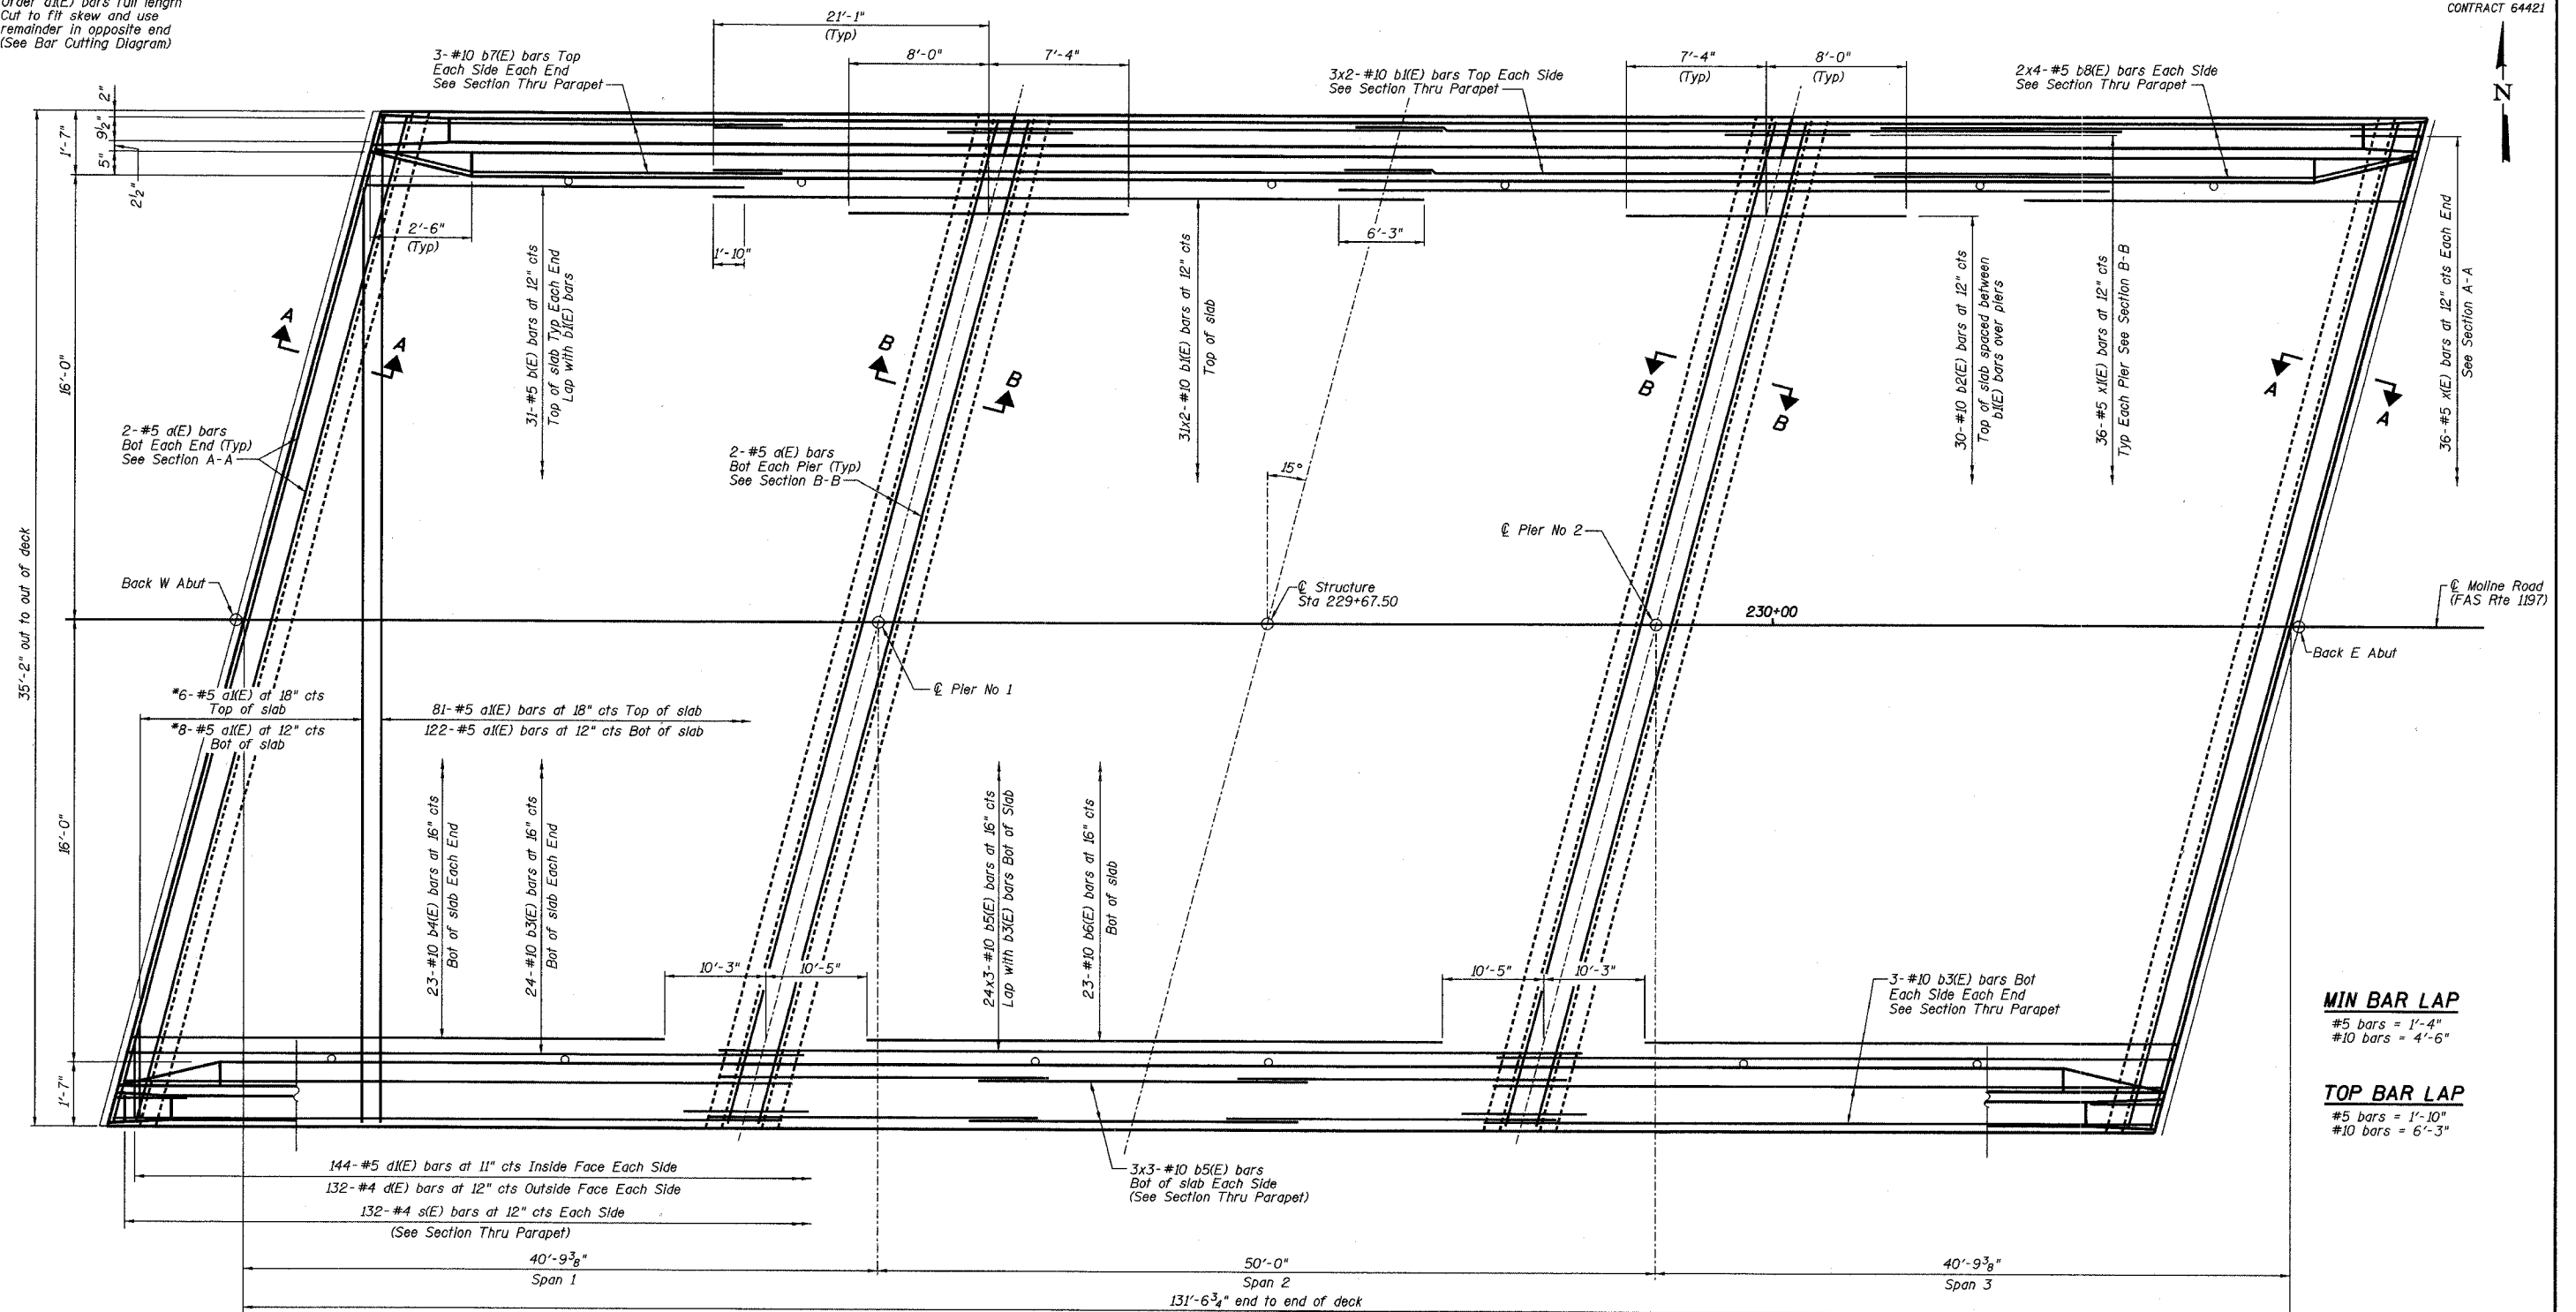 Order a1(E) bars full length
Cut to fit skew and use
remainder in opposite end
(See Bar Cutting Diagram)
CONTRACT 64421
N
21'-1"
(Typ)
8'-0"
7'-4"
7'-4"
(Typ)
8'-0"
(Typ)
3-#10 b7(E) bars Top
Each Side Each End
See Section Thru Parapet
3x2-#10 b1(E) bars Top Each Side
See Section Thru Parapet
2x4-#5 b8(E) bars Each Side
See Section Thru Parapet
2"
9½"
5"
2½"
1'-7"
2'-6"
(Typ)
1'-10"
6'-3"
31-#5 b(E) bars at 12" cts
Top of slab Typ Each End
Lap with b1(E) bars
31x2-#10 b1(E) bars at 12" cts
Top of slab
30-#10 b2(E) bars at 12" cts
Top of slab spaced between
b1(E) bars over piers
36-#5 x1(E) bars at 12" cts
Typ Each Pier See Section B-B
36-#5 x(E) bars at 12" cts Each End
See Section A-A
A
A
B
B
B
B
A
A
16'-0"
35'-2" out to out of deck
2-#5 a(E) bars
Bot Each End (Typ)
See Section A-A
2-#5 a(E) bars
Bot Each Pier (Typ)
See Section B-B
15°
℄ Pier No 2
℄ Structure
Sta 229+67.50
230+00
℄ Moline Road
(FAS Rte 1197)
Back W Abut
Back E Abut
℄ Pier No 1
*6-#5 a1(E) at 18" cts
Top of slab
*8-#5 a1(E) at 12" cts
Bot of slab
81-#5 a1(E) bars at 18" cts Top of slab
122-#5 a1(E) bars at 12" cts Bot of slab
16'-0"
23-#10 b4(E) bars at 16" cts
Bot of slab Each End
24-#10 b3(E) bars at 16" cts
Bot of slab Each End
24x3-#10 b5(E) bars at 16" cts
Lap with b3(E) bars Bot of Slab
23-#10 b6(E) bars at 16" cts
Bot of slab
10'-3"
10'-5"
10'-5"
10'-3"
3-#10 b3(E) bars Bot
Each Side Each End
See Section Thru Parapet
MIN BAR LAP
#5 bars = 1'-4"
#10 bars = 4'-6"
TOP BAR LAP
#5 bars = 1'-10"
#10 bars = 6'-3"
1'-7"
144-#5 d1(E) bars at 11" cts Inside Face Each Side
132-#4 d(E) bars at 12" cts Outside Face Each Side
132-#4 s(E) bars at 12" cts Each Side
(See Section Thru Parapet)
3x3-#10 b5(E) bars
Bot of slab Each Side
(See Section Thru Parapet)
40'-9⅜"
Span 1
50'-0"
Span 2
40'-9⅜"
Span 3
131'-6¾" end to end of deck